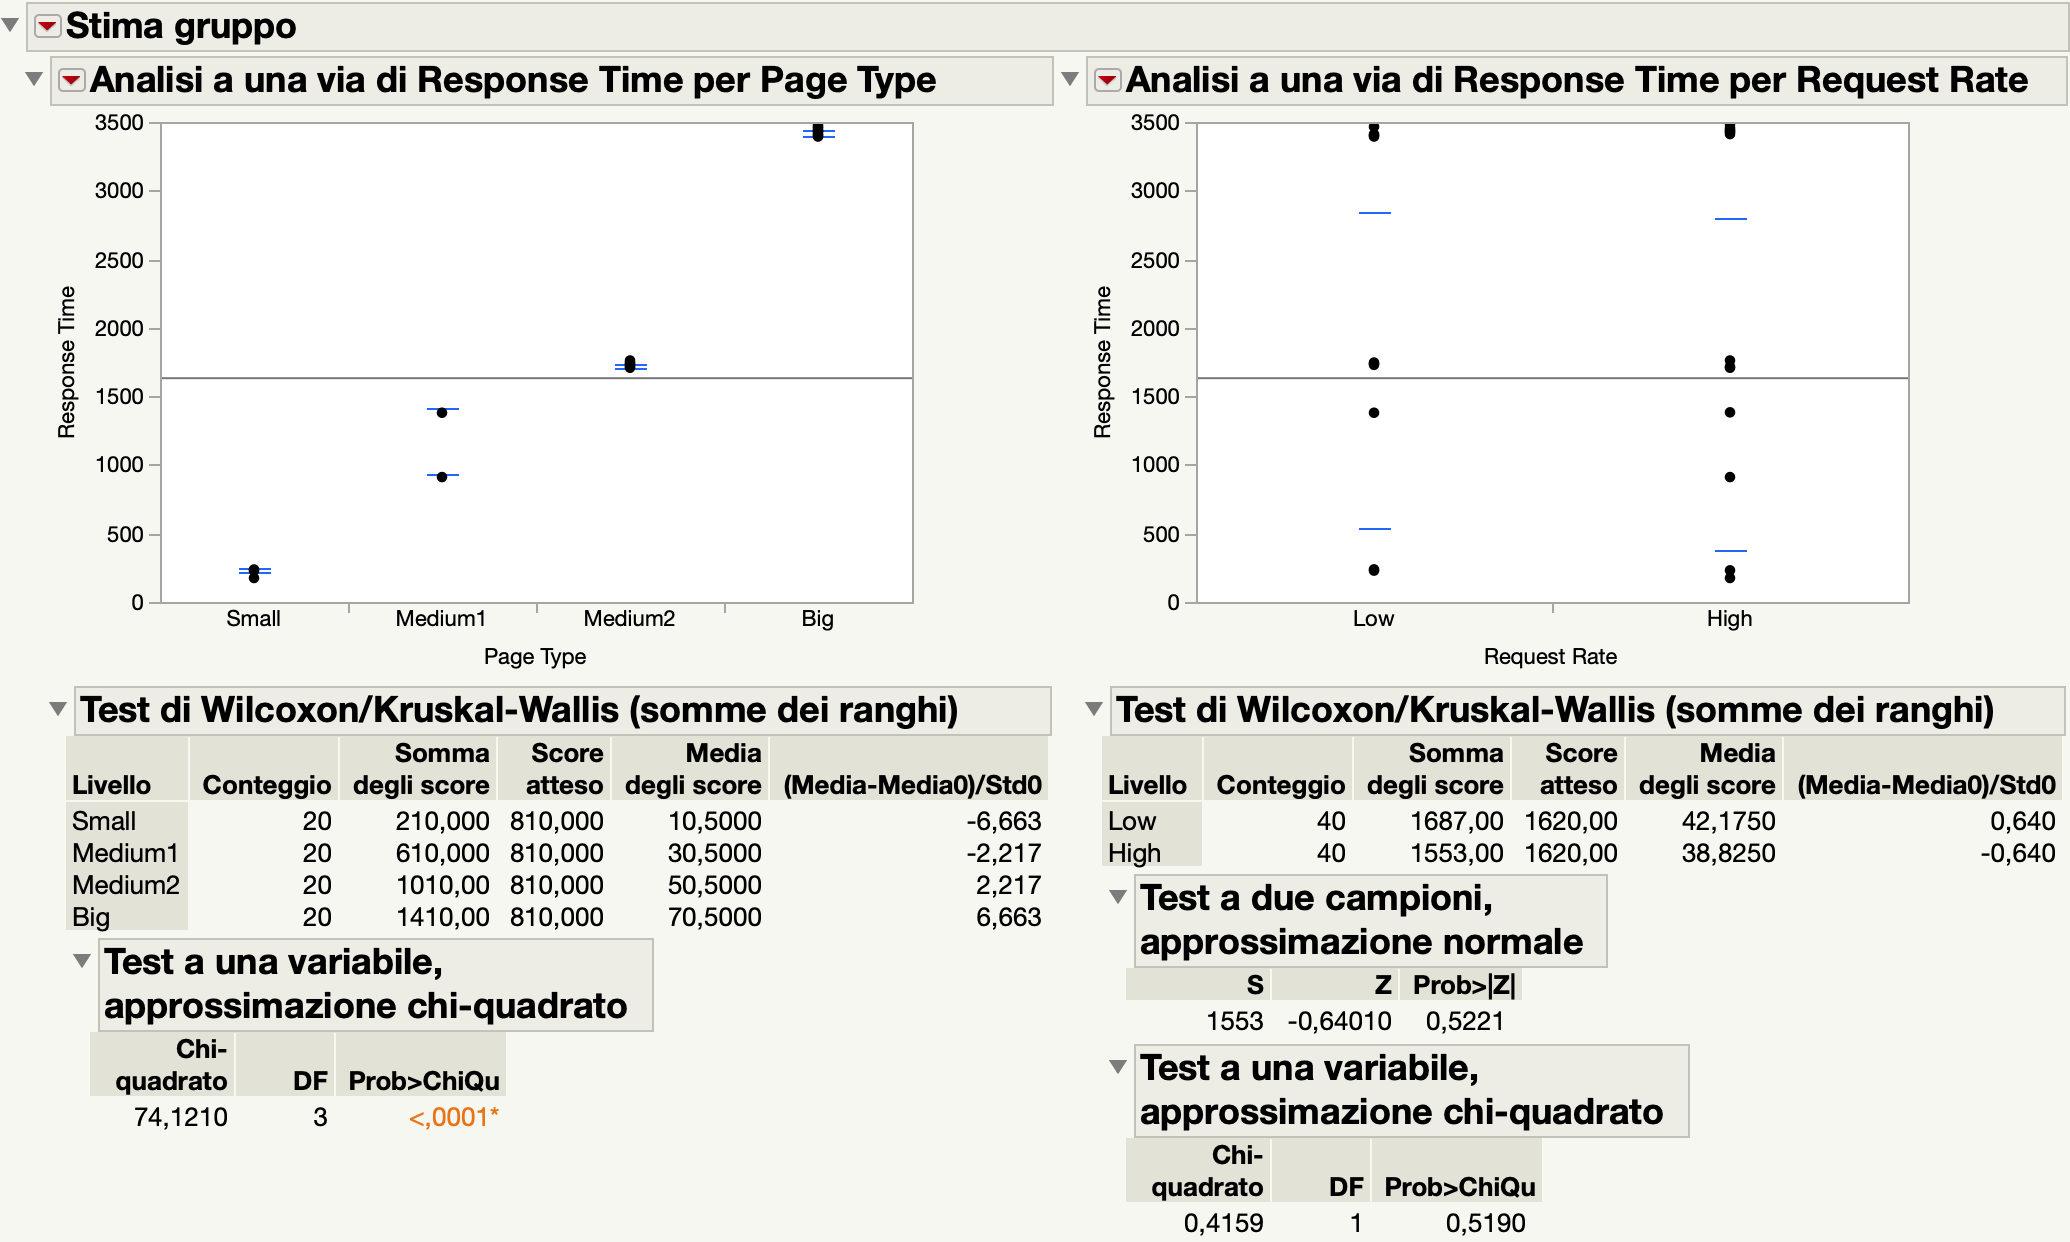 Stima gruppo
Analisi a una via di Response Time per Page Type
3500
3000
2500
2000
1500
1000
500
0
Response Time
Small Medium1 Medium2 Big
Page Type
Test di Wilcoxon/Kruskal-Wallis (somme dei ranghi)
Livello Conteggio Somma degli score Score atteso Media degli score (Media-Media0)/Std0
Small 20 210,000 810,000 10,5000 -6,663
Medium1 20 610,000 810,000 30,5000 -2,217
Medium2 20 1010,00 810,000 50,5000 2,217
Big 20 1410,00 810,000 70,5000 6,663
Test a una variabile,
approssimazione chi-quadrato
Chi-
quadrato DF Prob>ChiQu
74,1210 3 <,0001*
Analisi a una via di Response Time per Request Rate
3500
3000
2500
2000
1500
1000
500
0
Response Time
Low High
Request Rate
Test di Wilcoxon/Kruskal-Wallis (somme dei ranghi)
Livello Conteggio Somma degli score Score atteso Media degli score (Media-Media0)/Std0
Low 40 1687,00 1620,00 42,1750 0,640
High 40 1553,00 1620,00 38,8250 -0,640
Test a due campioni,
approssimazione normale
S Z Prob>|Z|
1553 -0,64010 0,5221
Test a una variabile,
approssimazione chi-quadrato
Chi-
quadrato DF Prob>ChiQu
0,4159 1 0,5190